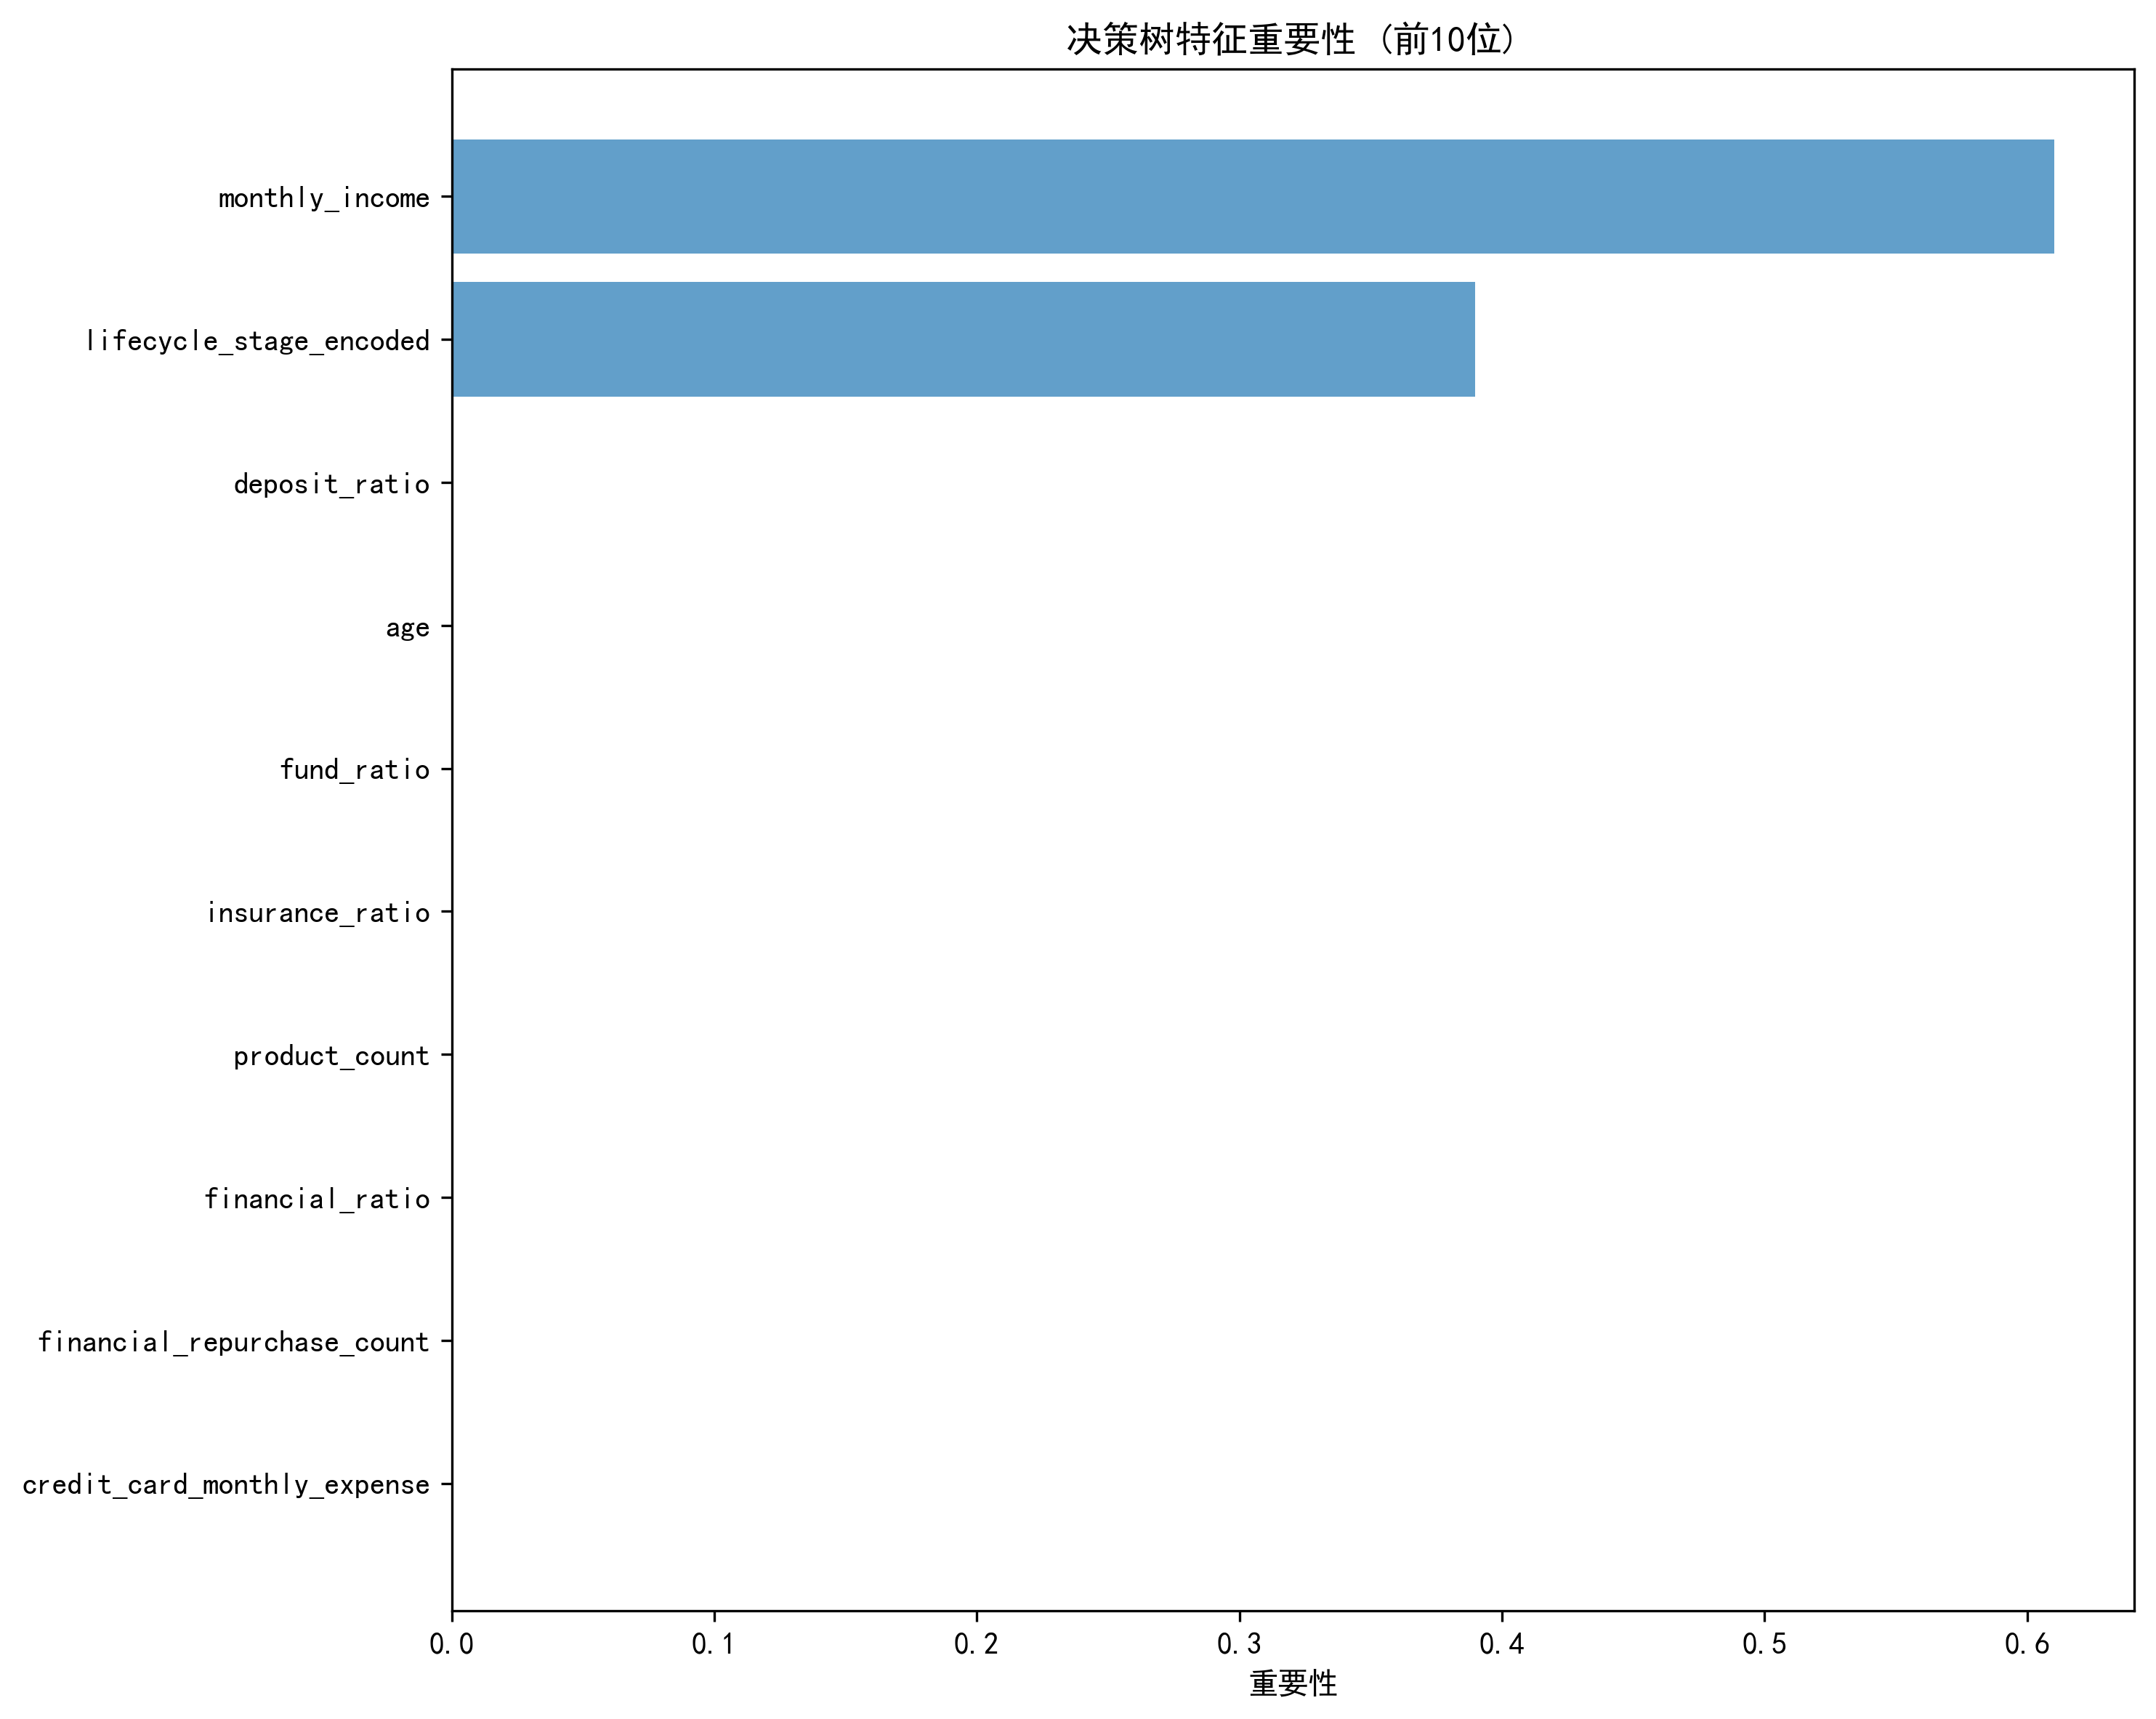 决策树特征重要性 (前10位)
monthly_income
lifecycle_stage_encoded
deposit_ratio
age
fund_ratio
insurance_ratio
product_count
financial_ratio
financial_repurchase_count
credit_card_monthly_expense
0.0 0.1 0.2 0.3 0.4 0.5 0.6
重要性